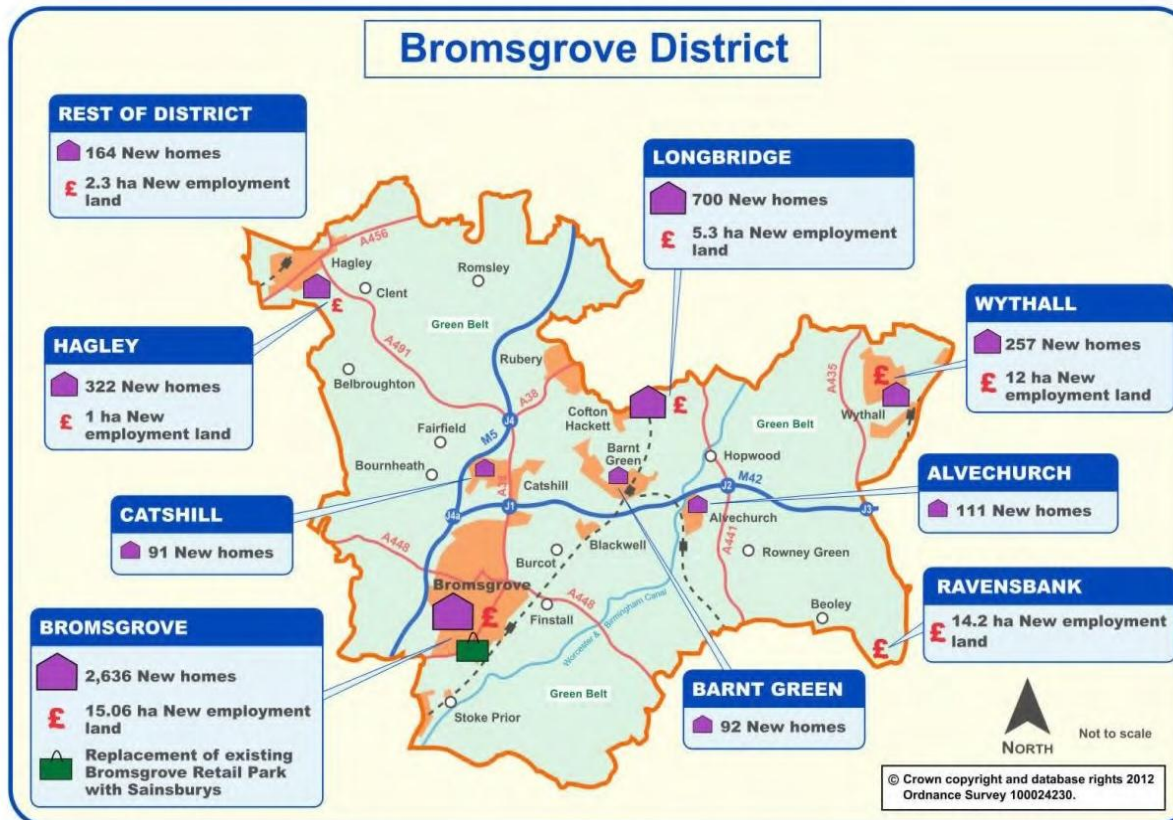 Bromsgrove District
REST OF DISTRICT
164 New homes
£ 2.3 ha New employment
land
LONGBRIDGE
700 New homes
£ 5.3 ha New employment
land
WYTHALL
257 New homes
£ 12 ha New
employment land
HAGLEY
322 New homes
£ 1 ha New
employment land
CATSHILL
91 New homes
ALVECHURCH
111 New homes
BROMSGROVE
2,636 New homes
£ 15.06 ha New employment
land
Replacement of existing
Bromsgrove Retail Park
with Sainsburys
BARNT GREEN
92 New homes
RAVENSBANK
£ 14.2 ha New employment
land
A456
Hagley
£
Clent
Romsley
Green Belt
A491
Rubery
Belbroughton
A38
J4
M5
Fairfield
Bournheath
Cofton
Hackett
£
Barnt
Green
A435
£
Wythall
Green Belt
Hopwood
M42
J2
J3
A38
Catshill
J4a
J1
Alvechurch
A441
Rowney Green
Blackwell
Burcot
A448
Bromsgrove
£
A448
Finstall
Worcester & Birmingham Canal
Beoley
£
Green Belt
Stoke Prior
NORTH
Not to scale
© Crown copyright and database rights 2012
Ordnance Survey 100024230.